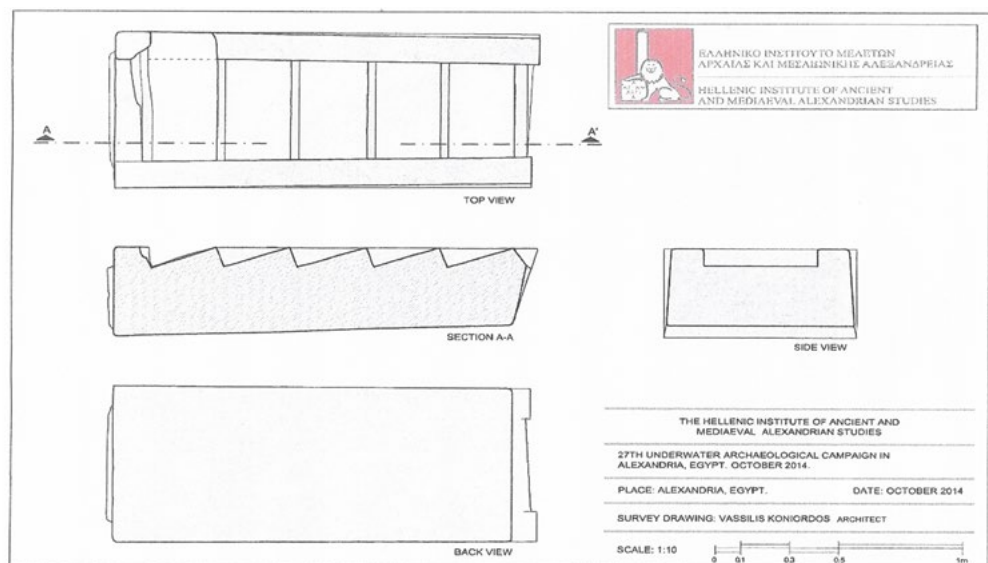 ΕΛΛΗΝΙΚΟ ΙΝΣΤΙΤΟΥΤΟ ΜΕΛΕΤΩΝ
ΑΡΧΑΙΑΣ ΚΑΙ ΜΕΣΑΙΩΝΙΚΗΣ ΑΛΕΞΑΝΔΡΕΙΑΣ
HELLENIC INSTITUTE OF ANCIENT
AND MEDIAEVAL ALEXANDRIAN STUDIES
A
A'
TOP VIEW
SECTION A-A
SIDE VIEW
BACK VIEW
THE HELLENIC INSTITUTE OF ANCIENT AND
MEDIAEVAL ALEXANDRIAN STUDIES
27TH UNDERWATER ARCHAEOLOGICAL CAMPAIGN IN
ALEXANDRIA, EGYPT. OCTOBER 2014.
PLACE: ALEXANDRIA, EGYPT. DATE: OCTOBER 2014
SURVEY DRAWING: VASSILIS KONIORDOS ARCHITECT
SCALE: 1:10
0 0.1 0.3 0.5 1m